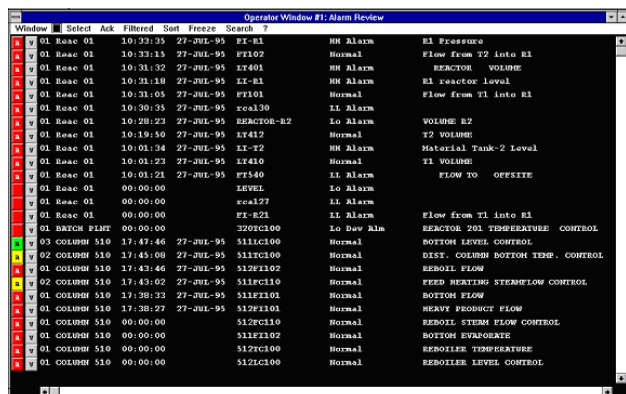 Operator Window #1: Alarm Review
Window Select Ack Filtered Sort Freeze Search ?
a v 01 Reac 01 10:33:35 27-JUL-95 PI-R1 HH Alarm R1 Pressure
a v 01 Reac 01 10:33:15 27-JUL-95 FT102 Normal Flow from T2 into R1
a v 01 Reac 01 10:31:32 27-JUL-95 LT401 HH Alarm REACTOR VOLUME
a v 01 Reac 01 10:31:18 27-JUL-95 LI-R1 HH Alarm R1 reactor level
a v 01 Reac 01 10:31:05 27-JUL-95 FT101 Normal Flow from T1 into R1
a v 01 Reac 01 10:30:35 27-JUL-95 rcal30 LL Alarm
a v 01 Reac 01 10:28:23 27-JUL-95 REACTOR-R2 Lo Alarm VOLUME R2
a v 01 Reac 01 10:19:50 27-JUL-95 LT412 Normal T2 VOLUME
a v 01 Reac 01 10:01:34 27-JUL-95 LI-T2 HH Alarm Material Tank-2 Level
a v 01 Reac 01 10:01:23 27-JUL-95 LT410 Normal T1 VOLUME
a v 01 Reac 01 10:01:21 27-JUL-95 FT540 LL Alarm FLOW TO OFFSITE
v 01 Reac 01 00:00:00 LEVEL Lo Alarm
v 01 Reac 01 00:00:00 rcal27 LL Alarm
v 01 Reac 01 00:00:00 FI-R21 LL Alarm Flow from T1 into R1
v 01 BATCH PLNT 00:00:00 320TC100 Lo Dev Alm REACTOR 201 TEMPERATURE CONTROL
a v 03 COLUMN 510 17:47:46 27-JUL-95 511LC100 Normal BOTTOM LEVEL CONTROL
a v 02 COLUMN 510 17:45:08 27-JUL-95 511TC100 Normal DIST. COLUMN BOTTOM TEMP. CONTROL
a v 01 COLUMN 510 17:43:46 27-JUL-95 512FI102 Normal REBOIL FLOW
a v 02 COLUMN 510 17:43:02 27-JUL-95 511FC110 Normal FEED HEATING STEAMFLOW CONTROL
a v 01 COLUMN 510 17:38:33 27-JUL-95 511FI101 Normal BOTTOM FLOW
a v 01 COLUMN 510 17:38:27 27-JUL-95 512FI101 Normal HEAVY PRODUCT FLOW
a v 01 COLUMN 510 00:00:00 512FC110 Normal REBOIL STEAM FLOW CONTROL
a v 01 COLUMN 510 00:00:00 511FI102 Normal BOTTOM EVAPORATE
a v 01 COLUMN 510 00:00:00 512TC100 Normal REBOILER TEMPERATURE
a v 01 COLUMN 510 00:00:00 512LC100 Normal REBOILER LEVEL CONTROL